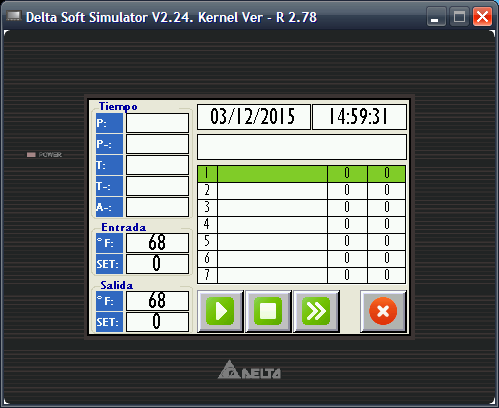 Delta Soft Simulator V2.24. Kernel Ver - R 2.78
POWER
Tiempo
P:
P-:
T:
T-:
A-:
Entrada
° F: 68
SET: 0
Salida
° F: 68
SET: 0
03/12/2015 14:59:31
1 0 0
2 0 0
3 0 0
4 0 0
5 0 0
6 0 0
7 0 0
DELTA